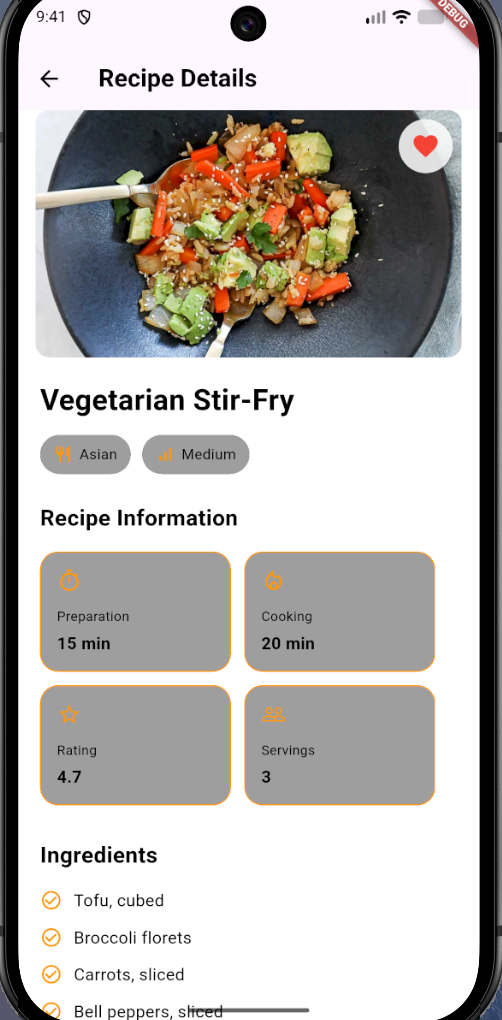 9:41
DEBUG
Recipe Details
Vegetarian Stir-Fry
Asian
Medium
Recipe Information
Preparation
15 min
Cooking
20 min
Rating
4.7
Servings
3
Ingredients
Tofu, cubed
Broccoli florets
Carrots, sliced
Bell peppers, sliced